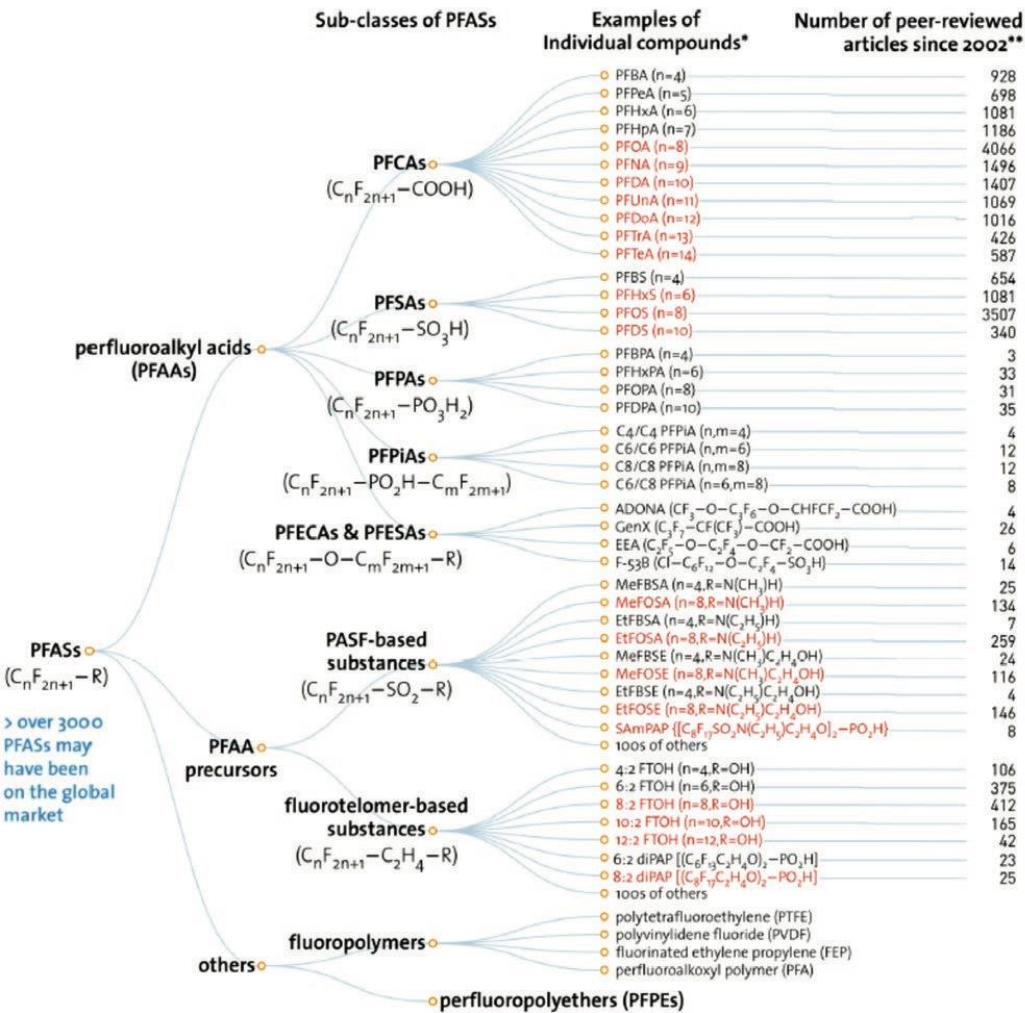 Sub-classes of PFASs
Examples of
Individual compounds*
Number of peer-reviewed
articles since 2002**
PFASs
(CₙF₂ₙ₊₁–R)
> over 3000
PFASs may
have been
on the global
market
perfluoroalkyl acids
(PFAAs)
PFCAs
(CₙF₂ₙ₊₁–COOH)
PFBA (n=4) 928
PFPeA (n=5) 698
PFHxA (n=6) 1081
PFHpA (n=7) 1186
PFOA (n=8) 4066
PFNA (n=9) 1496
PFDA (n=10) 1407
PFUnA (n=11) 1069
PFDoA (n=12) 1016
PFTrA (n=13) 426
PFTeA (n=14) 587
PFSAs
(CₙF₂ₙ₊₁–SO₃H)
PFBS (n=4) 654
PFHxS (n=6) 1081
PFOS (n=8) 3507
PFDS (n=10) 340
PFPAs
(CₙF₂ₙ₊₁–PO₃H₂)
PFBPA (n=4) 3
PFHxPA (n=6) 33
PFOPA (n=8) 31
PFDPA (n=10) 35
PFPiAs
(CₙF₂ₙ₊₁–PO₂H–CₘF₂ₘ₊₁)
C4/C4 PFPiA (n,m=4) 4
C6/C6 PFPiA (n,m=6) 12
C8/C8 PFPiA (n,m=8) 12
C6/C8 PFPiA (n=6,m=8) 8
PFECAs & PFESAs
(CₙF₂ₙ₊₁–O–CₘF₂ₘ₊₁–R)
ADONA (CF₃–O–C₃F₆–O–CHFCF₂–COOH) 4
GenX (C₃F₇–CF(CF₃)–COOH) 26
EEA (C₂F₅–O–C₂F₄–O–CF₂–COOH) 6
F-53B (Cl–C₆F₁₂–O–C₂F₄–SO₃H) 14
PFAA
precursors
PASF-based
substances
(CₙF₂ₙ₊₁–SO₂–R)
MeFBSA (n=4,R=N(CH₃)H) 25
MeFOSA (n=8,R=N(CH₃)H) 134
EtFBSA (n=4,R=N(C₂H₅)H) 7
EtFOSA (n=8,R=N(C₂H₅)H) 259
MeFBSE (n=4,R=N(CH₃)C₂H₄OH) 24
MeFOSE (n=8,R=N(CH₃)C₂H₄OH) 116
EtFBSE (n=4,R=N(C₂H₅)C₂H₄OH) 4
EtFOSE (n=8,R=N(C₂H₅)C₂H₄OH) 146
SAmPAP {[C₈F₁₇SO₂N(C₂H₅)C₂H₄O]₂–PO₂H} 8
100s of others
fluorotelomer-based
substances
(CₙF₂ₙ₊₁–C₂H₄–R)
4:2 FTOH (n=4,R=OH) 106
6:2 FTOH (n=6,R=OH) 375
8:2 FTOH (n=8,R=OH) 412
10:2 FTOH (n=10,R=OH) 165
12:2 FTOH (n=12,R=OH) 42
6:2 diPAP [(C₆F₁₃C₂H₄O)₂–PO₂H] 23
8:2 diPAP [(C₈F₁₇C₂H₄O)₂–PO₂H] 25
100s of others
others
fluoropolymers
polytetrafluoroethylene (PTFE)
polyvinylidene fluoride (PVDF)
fluorinated ethylene propylene (FEP)
perfluoroalkoxyl polymer (PFA)
perfluoropolyethers (PFPEs)